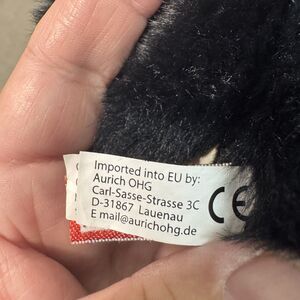 Imported into EU by:
Aurich OHG
Carl-Sasse-Strasse 3C
D-31867 Lauenau
E mail@aurichohg.de
CE